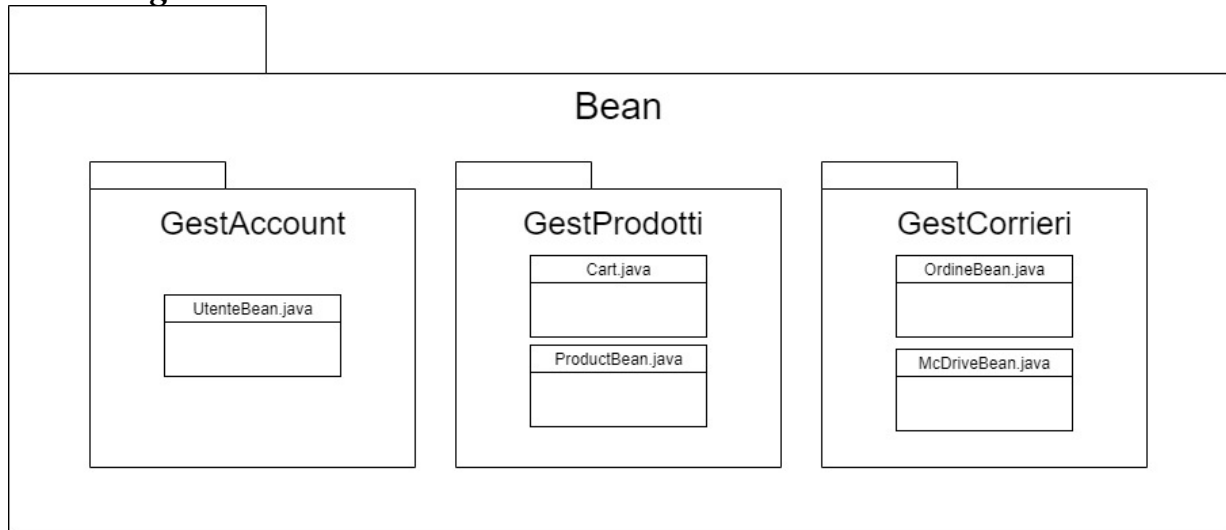 Bean
GestAccount
GestProdotti
GestCorrieri
UtenteBean.java
Cart.java
ProductBean.java
OrdineBean.java
McDriveBean.java